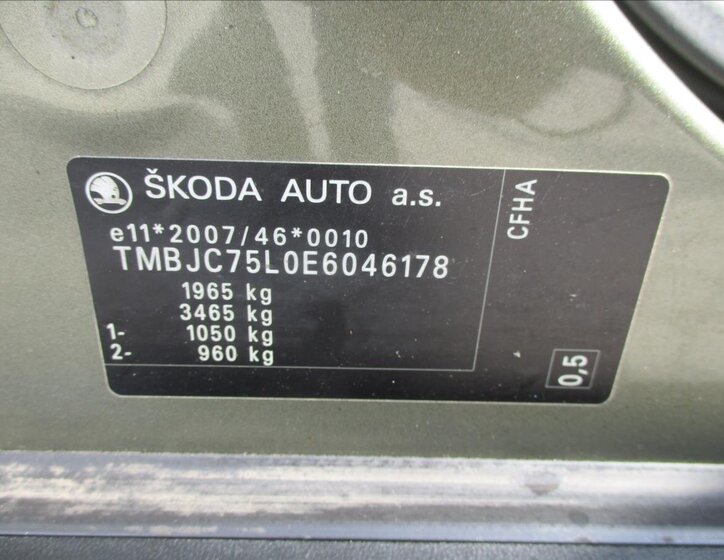 ŠKODA AUTO a.s.
e11*2007/46*0010
TMBJC75L0E6046178
1965 kg
3465 kg
1- 1050 kg
2- 960 kg
CFHA
0,5